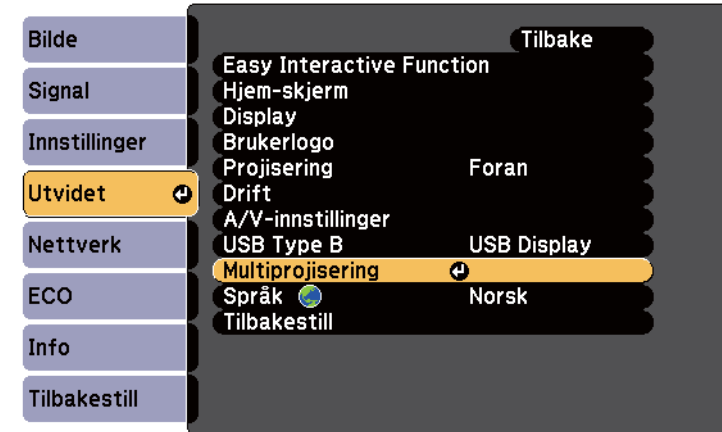 Bilde
Signal
Innstillinger
Utvidet
Nettverk
ECO
Info
Tilbakestill
Tilbake
Easy Interactive Function
Hjem-skjerm
Display
Brukerlogo
Projisering Foran
Drift
A/V-innstillinger
USB Type B USB Display
Multiprojisering
Språk Norsk
Tilbakestill